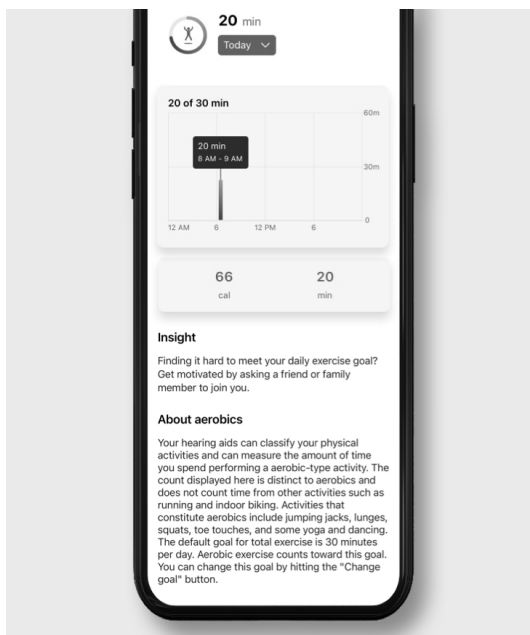 20 min
Today
20 of 30 min
60m
20 min
8 AM - 9 AM
30m
0
12 AM 6 12 PM 6
66 20
cal min
Insight
Finding it hard to meet your daily exercise goal?
Get motivated by asking a friend or family
member to join you.
About aerobics
Your hearing aids can classify your physical
activities and can measure the amount of time
you spend performing a aerobic-type activity. The
count displayed here is distinct to aerobics and
does not count time from other activities such as
running and indoor biking. Activities that
constitute aerobics include jumping jacks, lunges,
squats, toe touches, and some yoga and dancing.
The default goal for total exercise is 30 minutes
per day. Aerobic exercise counts toward this goal.
You can change this goal by hitting the "Change
goal" button.